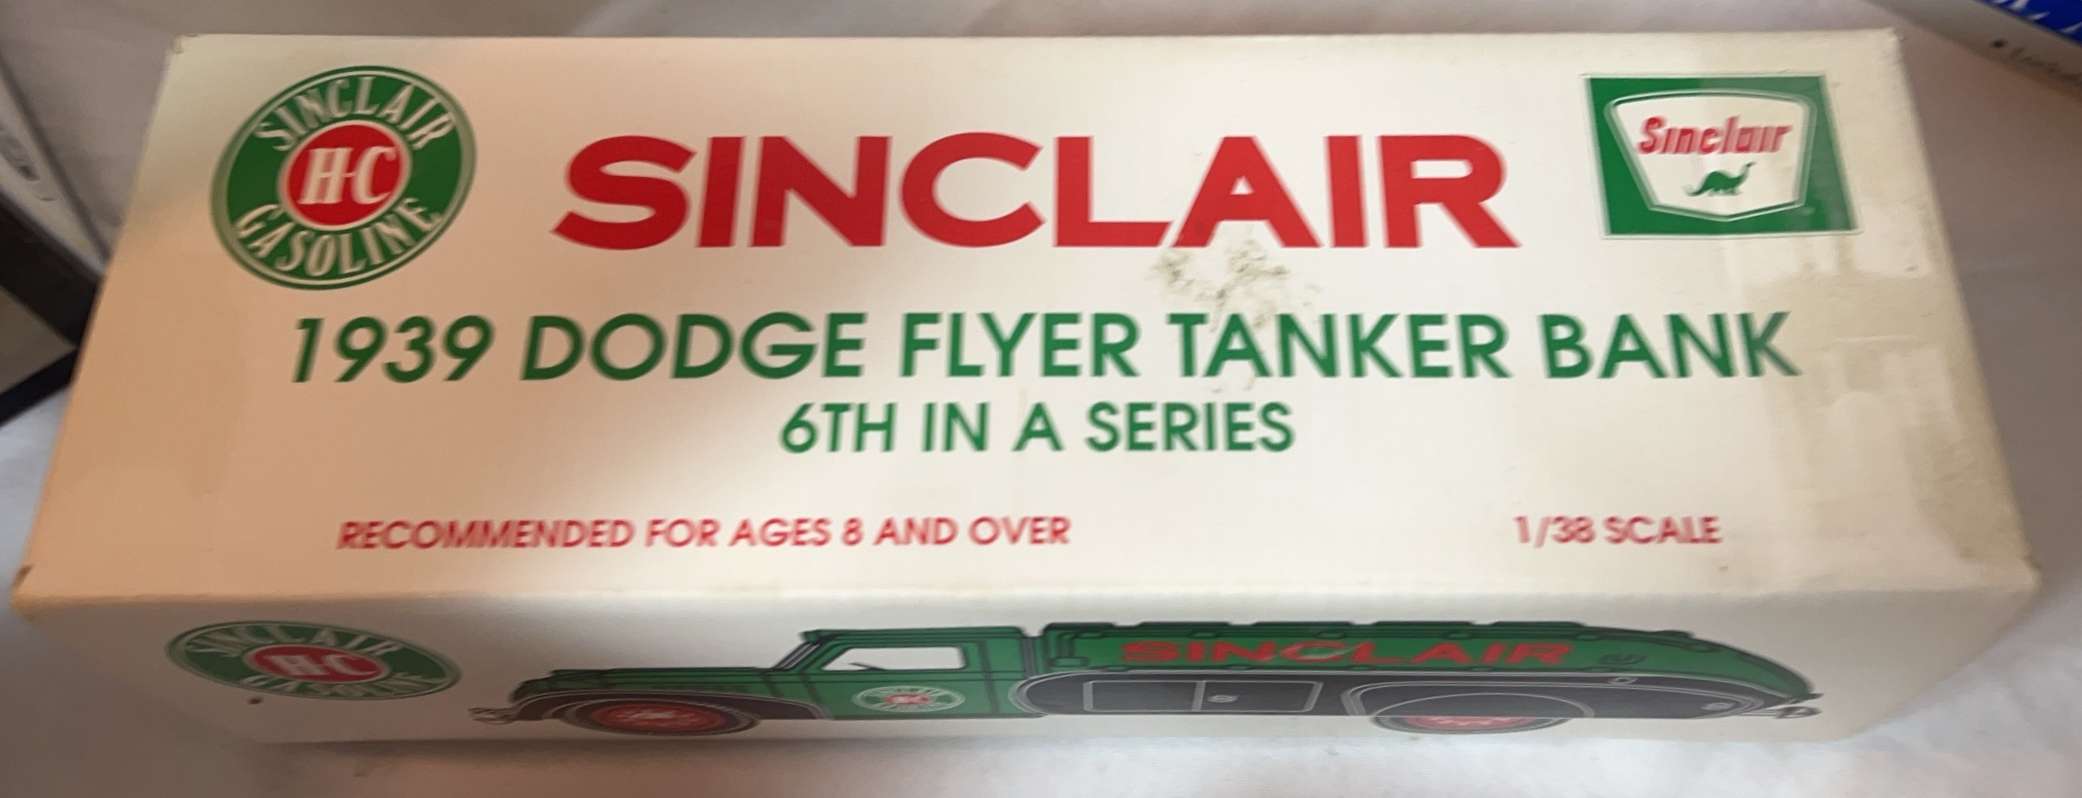 SINCLAIR
H-C
GASOLINE
SINCLAIR
Sinclair
1939 DODGE FLYER TANKER BANK
6TH IN A SERIES
RECOMMENDED FOR AGES 8 AND OVER
1/38 SCALE
SINCLAIR
H-C
GASOLINE
SINCLAIR